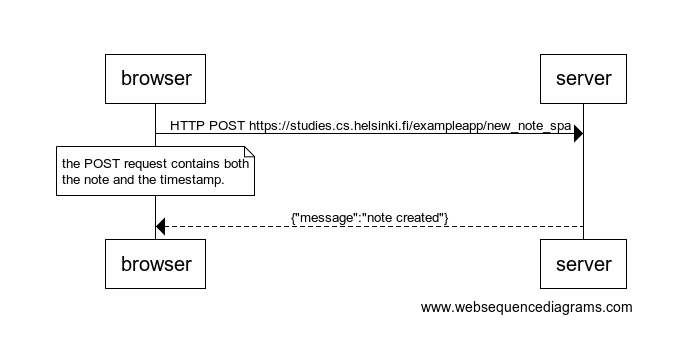 browser server
HTTP POST https://studies.cs.helsinki.fi/exampleapp/new_note_spa
the POST request contains both
the note and the timestamp.
{"message":"note created"}
browser server
www.websequencediagrams.com